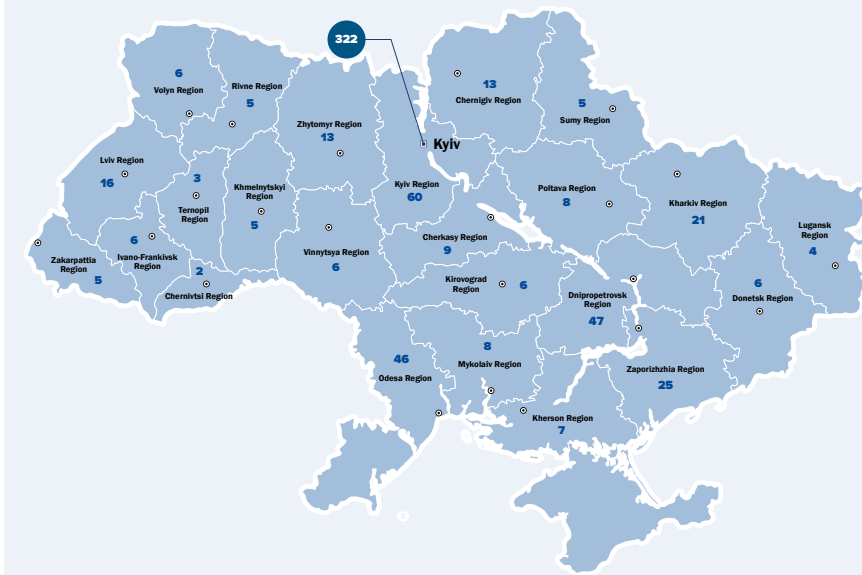 322
6
Volyn Region
Rivne Region
5
Zhytomyr Region
13
Kyiv
13
Chernigiv Region
5
Sumy Region
Lviv Region
16
3
Ternopil
Region
Khmelnytskyi
Region
5
Kyiv Region
60
Poltava Region
8
Kharkiv Region
21
Lugansk
Region
4
Zakarpattia
Region
5
6
Ivano-Frankivsk
Region
2
Chernivtsi Region
Vinnytsya Region
6
Cherkasy Region
9
Kirovograd
Region
6
Dnipropetrovsk
Region
47
6
Donetsk Region
46
Odesa Region
8
Mykolaiv Region
Zaporizhzhia Region
25
Kherson Region
7